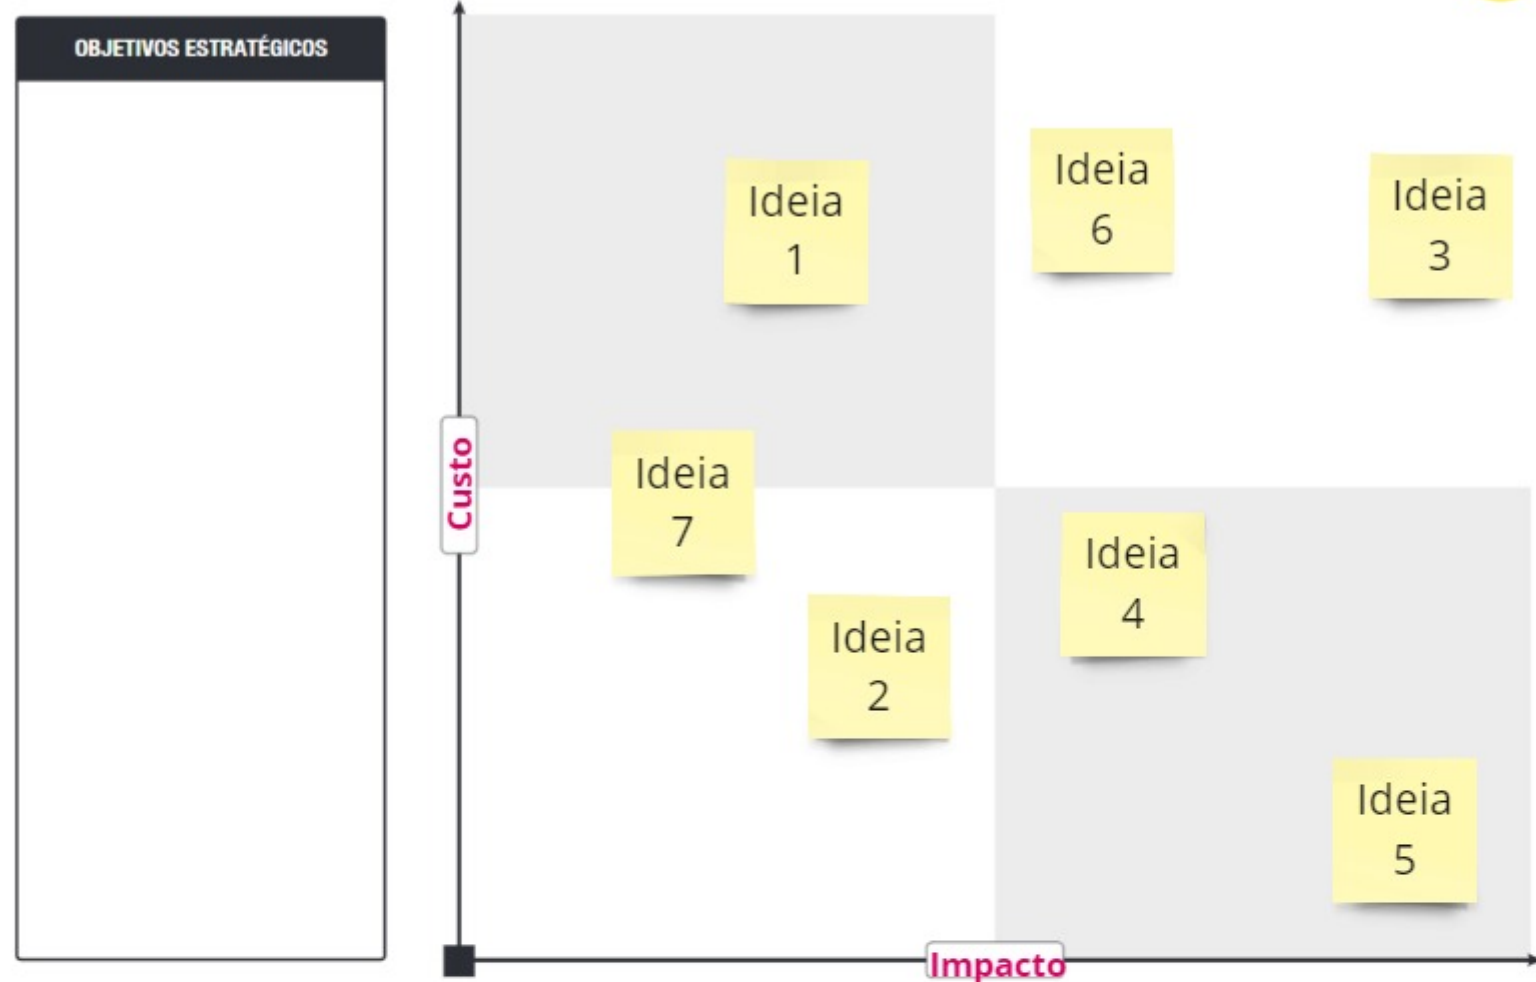 OBJETIVOS ESTRATÉGICOS
Custo
Ideia
1
Ideia
6
Ideia
3
Ideia
7
Ideia
4
Ideia
2
Ideia
5
Impacto